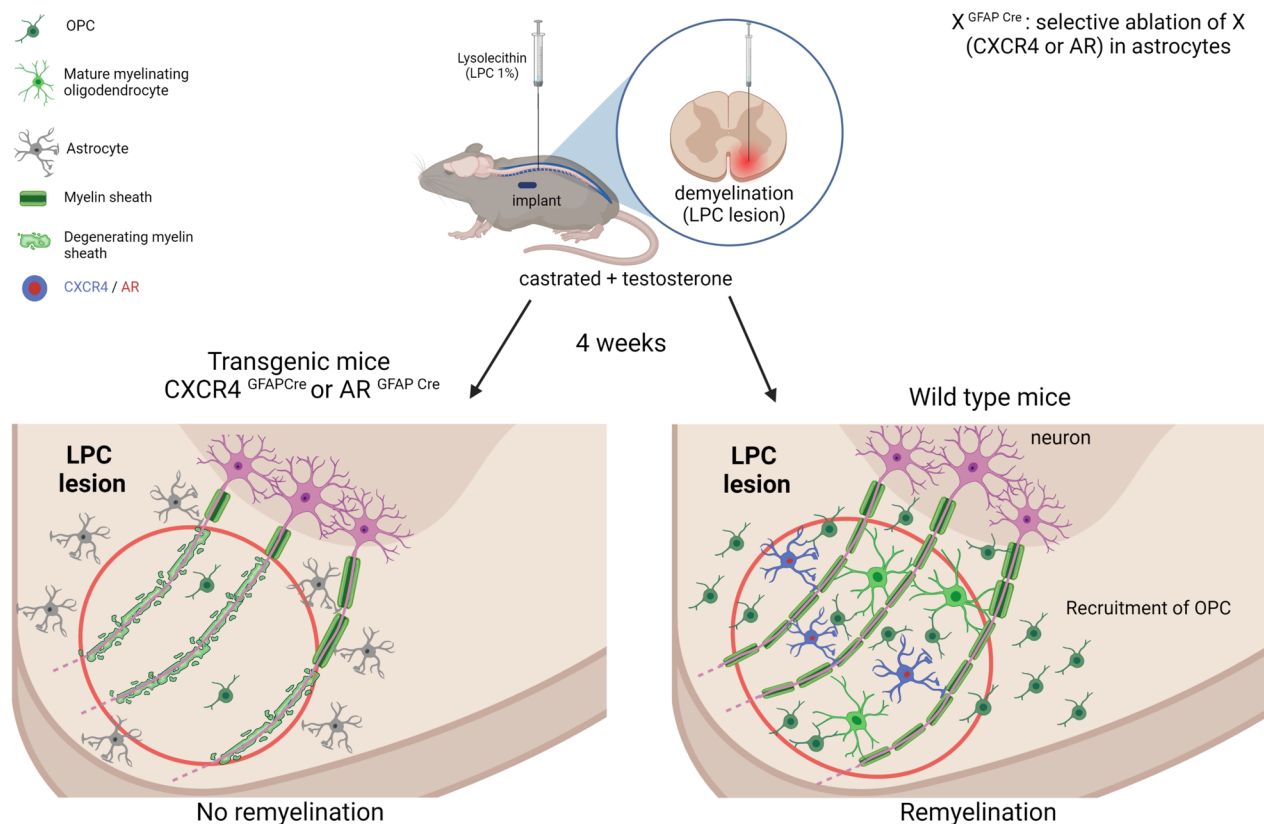 OPC
Mature myelinating
oligodendrocyte
Astrocyte
Myelin sheath
Degenerating myelin
sheath
CXCR4 / AR
Lysolecithin
(LPC 1%)
implant
demyelination
(LPC lesion)
castrated + testosterone
X GFAP Cre : selective ablation of X
(CXCR4 or AR) in astrocytes
4 weeks
Transgenic mice
CXCR4 GFAPCre or AR GFAP Cre
Wild type mice
LPC
lesion
No remyelination
LPC
lesion
neuron
Recruitment of OPC
Remyelination